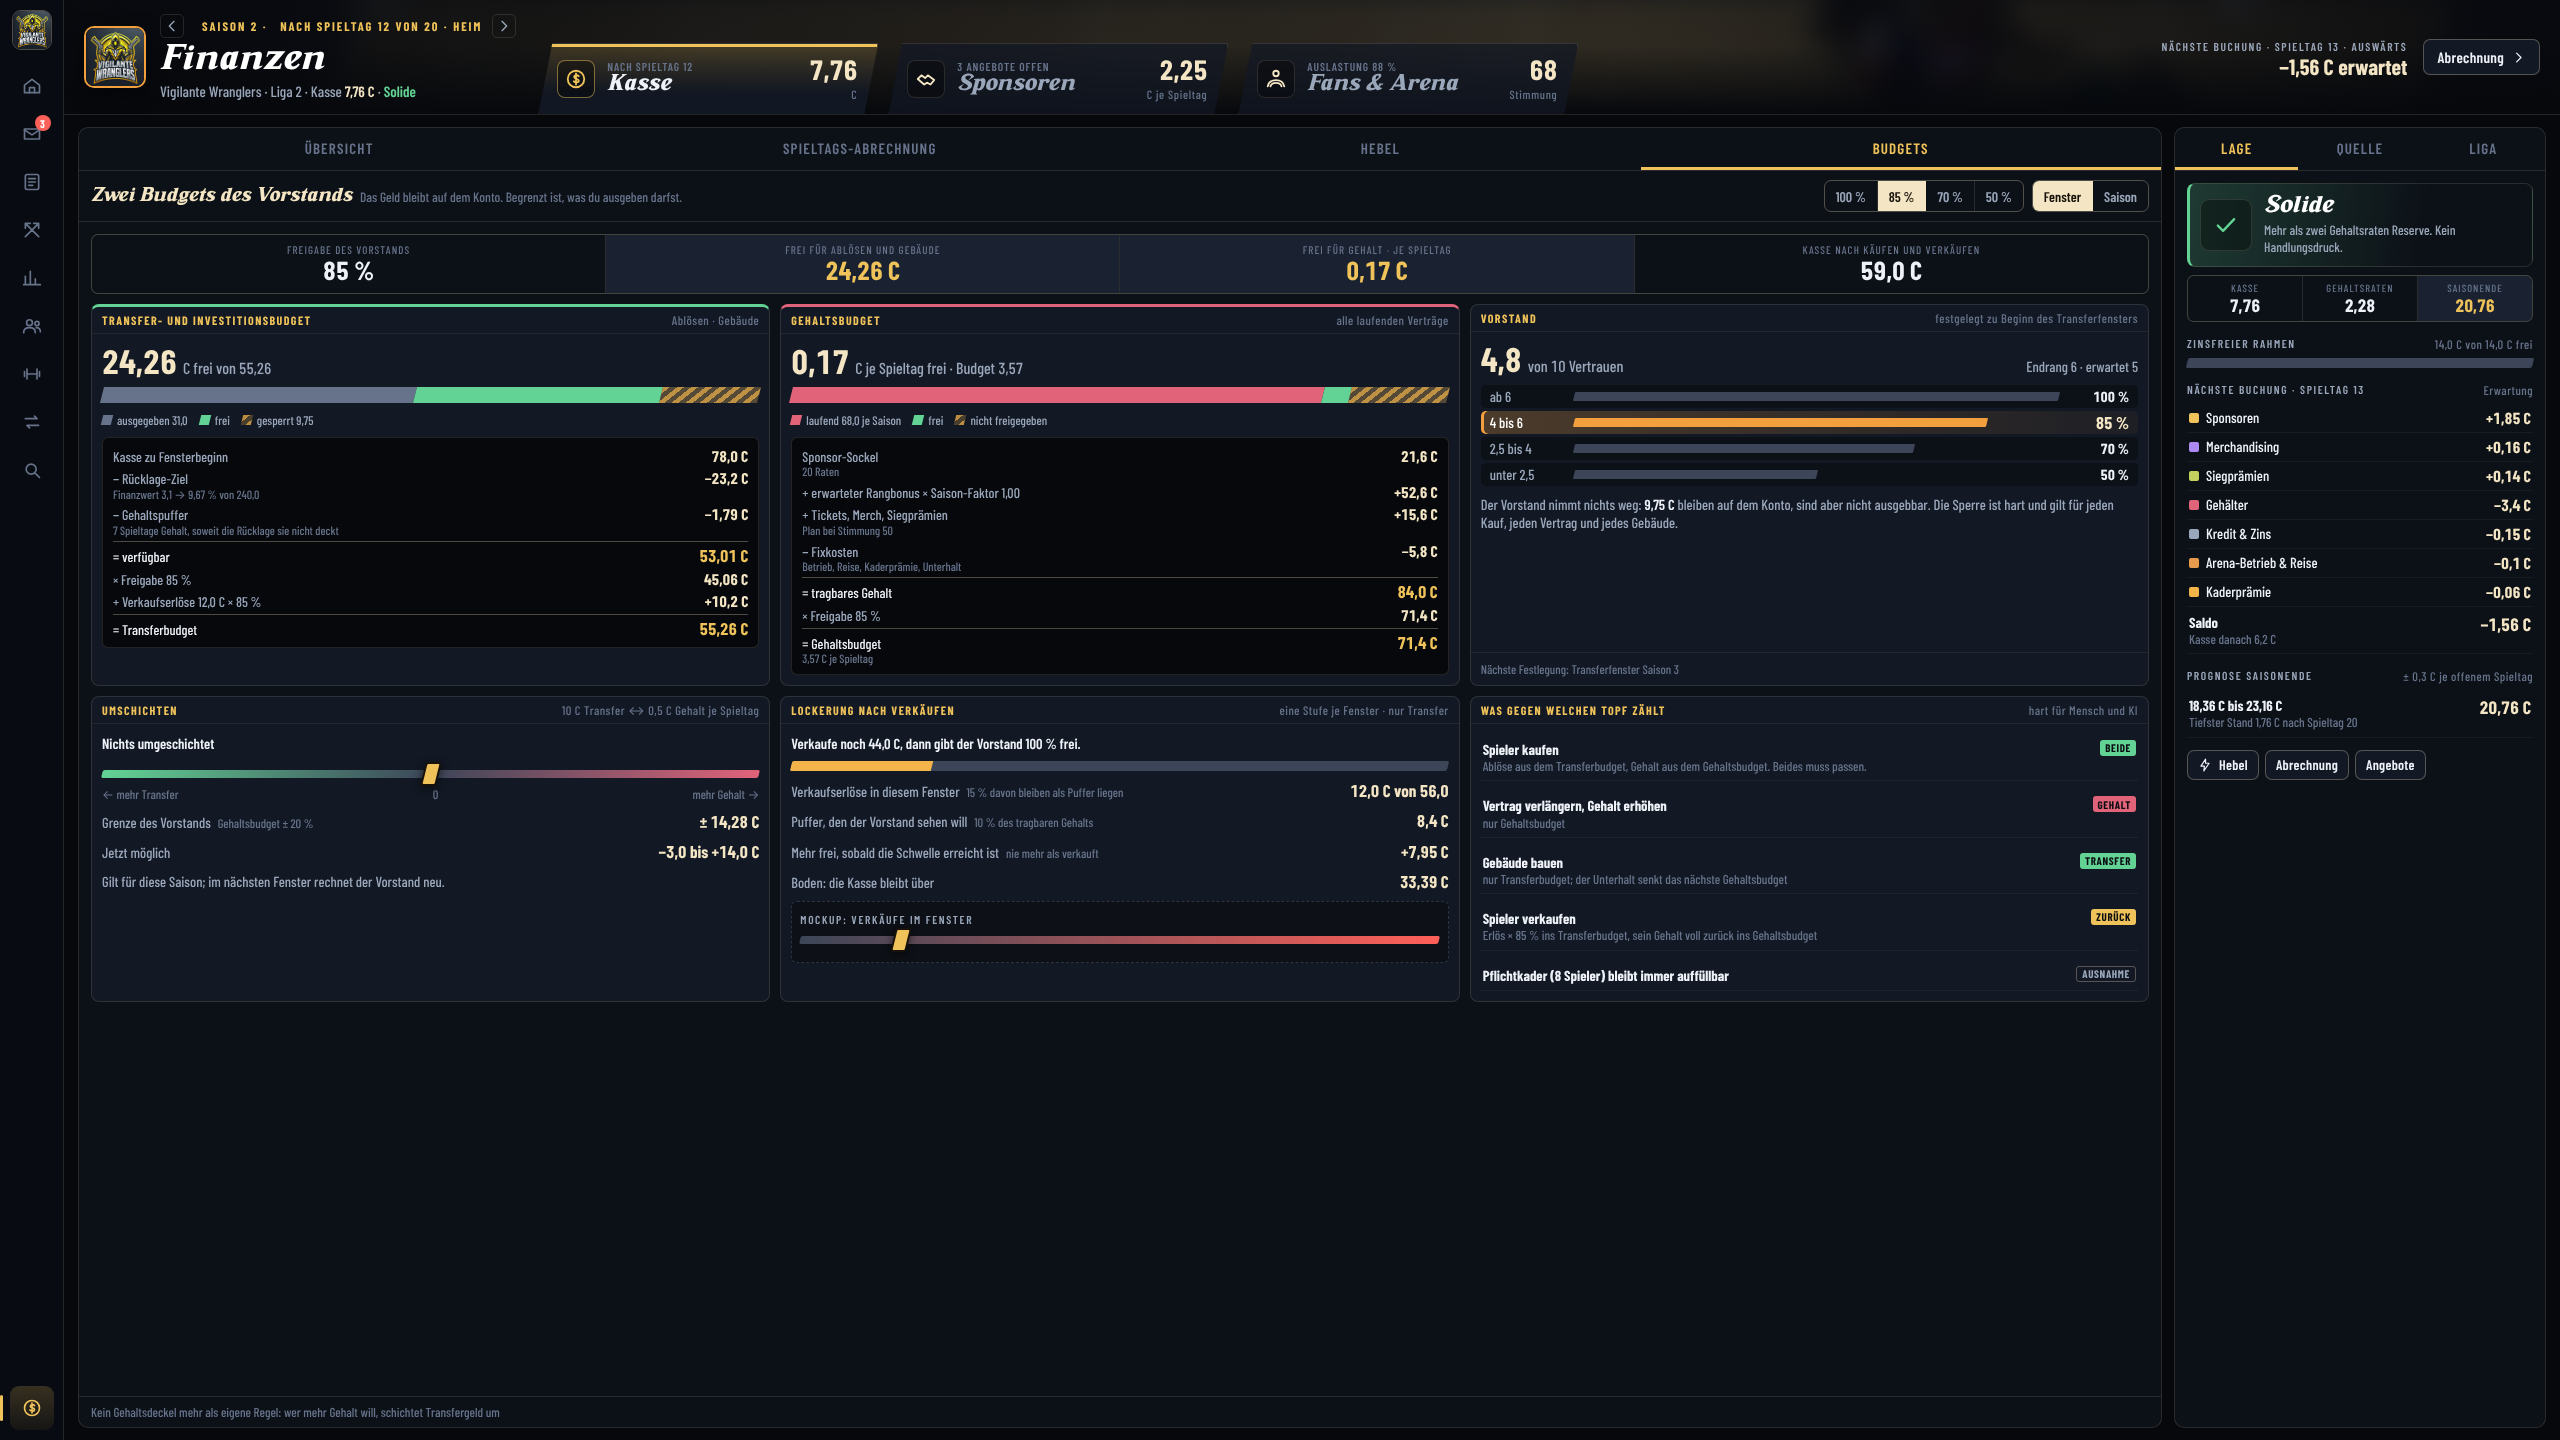 VIGILANTE WRANGLERS
3
SAISON 2 · NACH SPIELTAG 12 VON 20 · HEIM
Finanzen
Vigilante Wranglers · Liga 2 · Kasse 7,76 C · Solide
NACH SPIELTAG 12
Kasse
7,76
C
3 ANGEBOTE OFFEN
Sponsoren
2,25
C je Spieltag
AUSLASTUNG 88 %
Fans & Arena
68
Stimmung
NÄCHSTE BUCHUNG · SPIELTAG 13 · AUSWÄRTS
−1,56 C erwartet
Abrechnung
ÜBERSICHT
SPIELTAGS-ABRECHNUNG
HEBEL
BUDGETS
Zwei Budgets des Vorstands Das Geld bleibt auf dem Konto. Begrenzt ist, was du ausgeben darfst.
100 % 85 % 70 % 50 %
Fenster Saison
FREIGABE DES VORSTANDS
85 %
FREI FÜR ABLÖSEN UND GEBÄUDE
24,26 C
FREI FÜR GEHALT · JE SPIELTAG
0,17 C
KASSE NACH KÄUFEN UND VERKÄUFEN
59,0 C
TRANSFER- UND INVESTITIONSBUDGET Ablösen · Gebäude
24,26 C frei von 55,26
ausgegeben 31,0 frei gesperrt 9,75
Kasse zu Fensterbeginn 78,0 C
− Rücklage-Ziel −23,2 C
Finanzwert 3,1 → 9,67 % von 240,0
− Gehaltspuffer −1,79 C
7 Spieltage Gehalt, soweit die Rücklage sie nicht deckt
= verfügbar 53,01 C
× Freigabe 85 % 45,06 C
+ Verkaufserlöse 12,0 C × 85 % +10,2 C
= Transferbudget 55,26 C
GEHALTSBUDGET alle laufenden Verträge
0,17 C je Spieltag frei · Budget 3,57
laufend 68,0 je Saison frei nicht freigegeben
Sponsor-Sockel 21,6 C
20 Raten
+ erwarteter Rangbonus × Saison-Faktor 1,00 +52,6 C
+ Tickets, Merch, Siegprämien +15,6 C
Plan bei Stimmung 50
− Fixkosten −5,8 C
Betrieb, Reise, Kaderprämie, Unterhalt
= tragbares Gehalt 84,0 C
× Freigabe 85 % 71,4 C
= Gehaltsbudget 71,4 C
3,57 C je Spieltag
VORSTAND festgelegt zu Beginn des Transferfensters
4,8 von 10 Vertrauen Endrang 6 · erwartet 5
ab 6 100 %
4 bis 6 85 %
2,5 bis 4 70 %
unter 2,5 50 %
Der Vorstand nimmt nichts weg: 9,75 C bleiben auf dem Konto, sind aber nicht ausgebbar. Die Sperre ist hart und gilt für jeden
Kauf, jeden Vertrag und jedes Gebäude.
Nächste Festlegung: Transferfenster Saison 3
UMSCHICHTEN 10 C Transfer ↔ 0,5 C Gehalt je Spieltag
Nichts umgeschichtet
← mehr Transfer 0 mehr Gehalt →
Grenze des Vorstands Gehaltsbudget ± 20 % ± 14,28 C
Jetzt möglich −3,0 bis +14,0 C
Gilt für diese Saison; im nächsten Fenster rechnet der Vorstand neu.
LOCKERUNG NACH VERKÄUFEN eine Stufe je Fenster · nur Transfer
Verkaufe noch 44,0 C, dann gibt der Vorstand 100 % frei.
Verkaufserlöse in diesem Fenster 15 % davon bleiben als Puffer liegen 12,0 C von 56,0
Puffer, den der Vorstand sehen will 10 % des tragbaren Gehalts 8,4 C
Mehr frei, sobald die Schwelle erreicht ist nie mehr als verkauft +7,95 C
Boden: die Kasse bleibt über 33,39 C
MOCKUP: VERKÄUFE IM FENSTER
WAS GEGEN WELCHEN TOPF ZÄHLT hart für Mensch und KI
Spieler kaufen BEIDE
Ablöse aus dem Transferbudget, Gehalt aus dem Gehaltsbudget. Beides muss passen.
Vertrag verlängern, Gehalt erhöhen GEHALT
nur Gehaltsbudget
Gebäude bauen TRANSFER
nur Transferbudget; der Unterhalt senkt das nächste Gehaltsbudget
Spieler verkaufen ZURÜCK
Erlös × 85 % ins Transferbudget, sein Gehalt voll zurück ins Gehaltsbudget
Pflichtkader (8 Spieler) bleibt immer auffüllbar AUSNAHME
Kein Gehaltsdeckel mehr als eigene Regel: wer mehr Gehalt will, schichtet Transfergeld um
LAGE QUELLE LIGA
Solide
Mehr als zwei Gehaltsraten Reserve. Kein
Handlungsdruck.
KASSE
7,76
GEHALTSRATEN
2,28
SAISONENDE
20,76
ZINSFREIER RAHMEN 14,0 C von 14,0 C frei
NÄCHSTE BUCHUNG · SPIELTAG 13 Erwartung
Sponsoren +1,85 C
Merchandising +0,16 C
Siegprämien +0,14 C
Gehälter −3,4 C
Kredit & Zins −0,15 C
Arena-Betrieb & Reise −0,1 C
Kaderprämie −0,06 C
Saldo −1,56 C
Kasse danach 6,2 C
PROGNOSE SAISONENDE ± 0,3 C je offenem Spieltag
18,36 C bis 23,16 C 20,76 C
Tiefster Stand 1,76 C nach Spieltag 20
Hebel Abrechnung Angebote